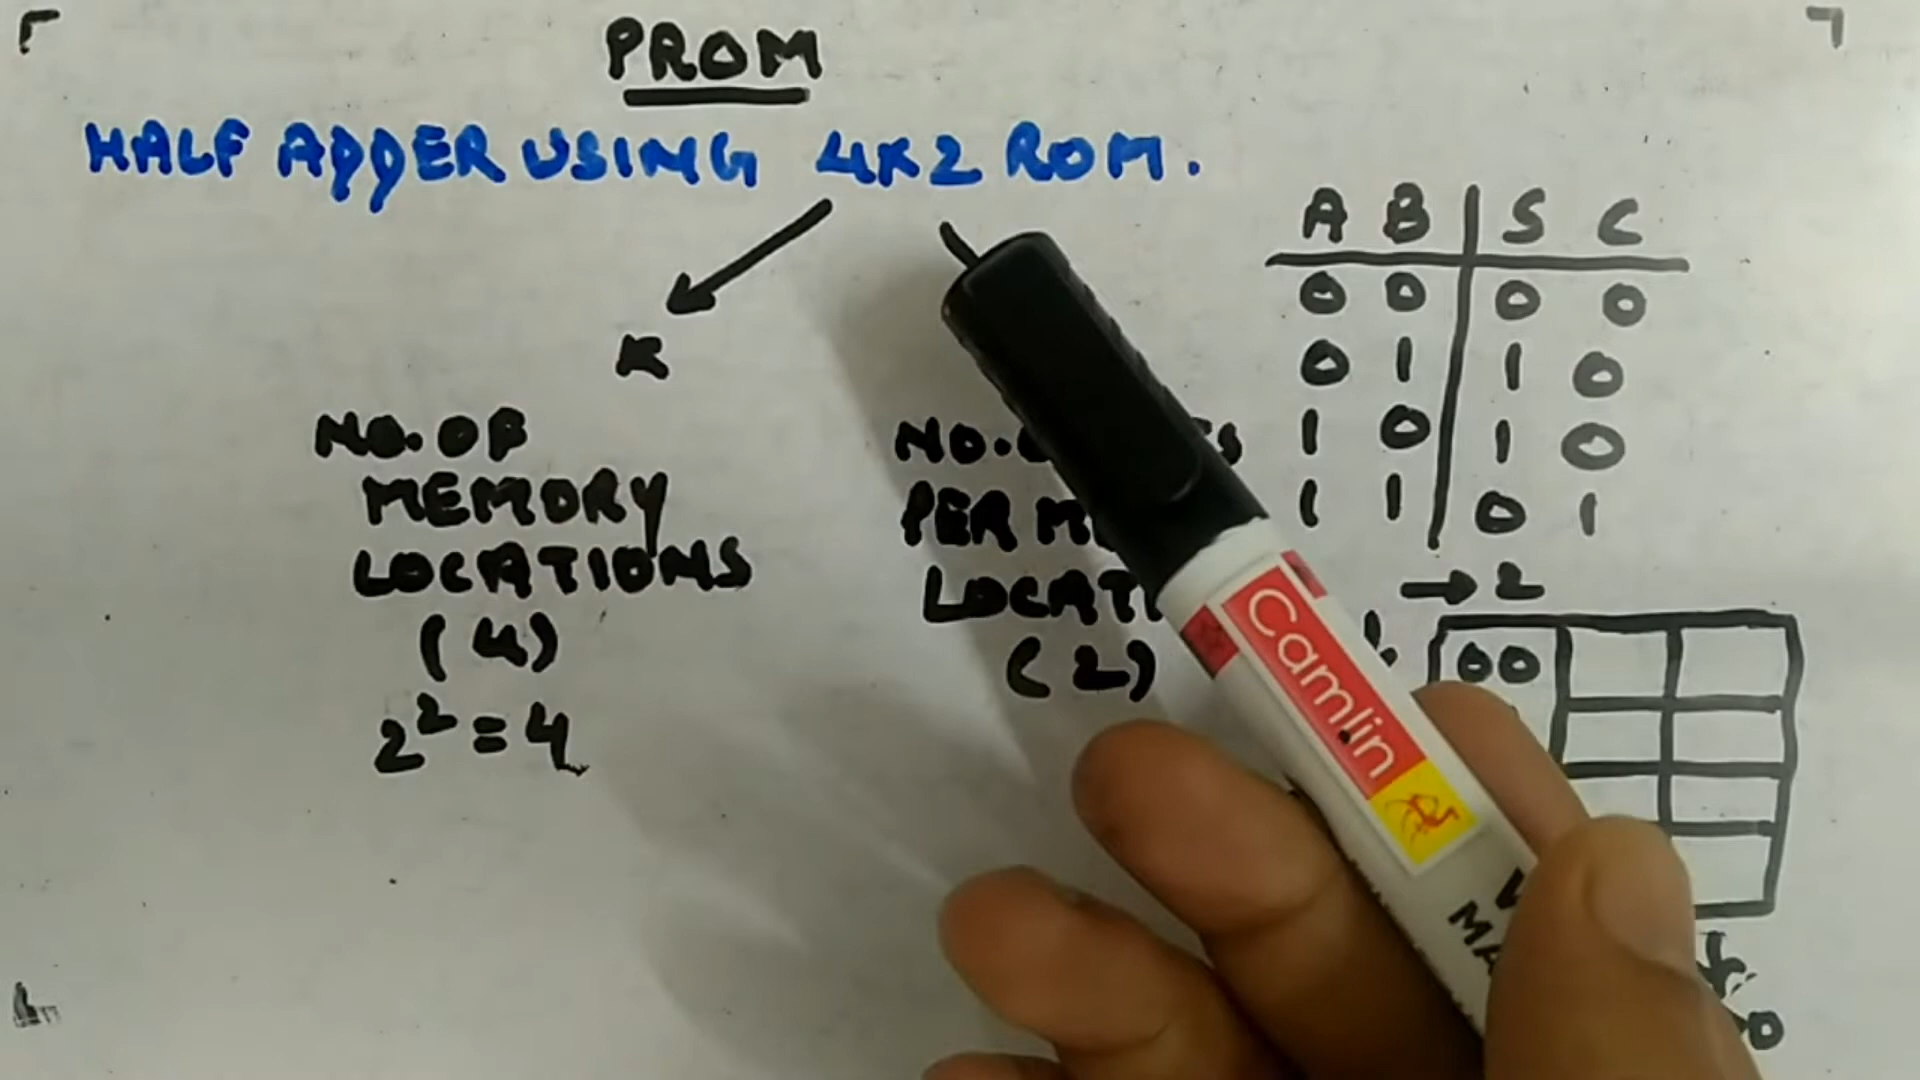 PROM
HALF ADDER USING 4X2 ROM.
K
NO. OF
MEMORY
LOCATIONS
(4)
2² = 4
NO.
PER
(2)
A B S C
0 0 0 0
0 1 1 0
1 0 1 0
1 1 0 1
→ 2
00
Camlin